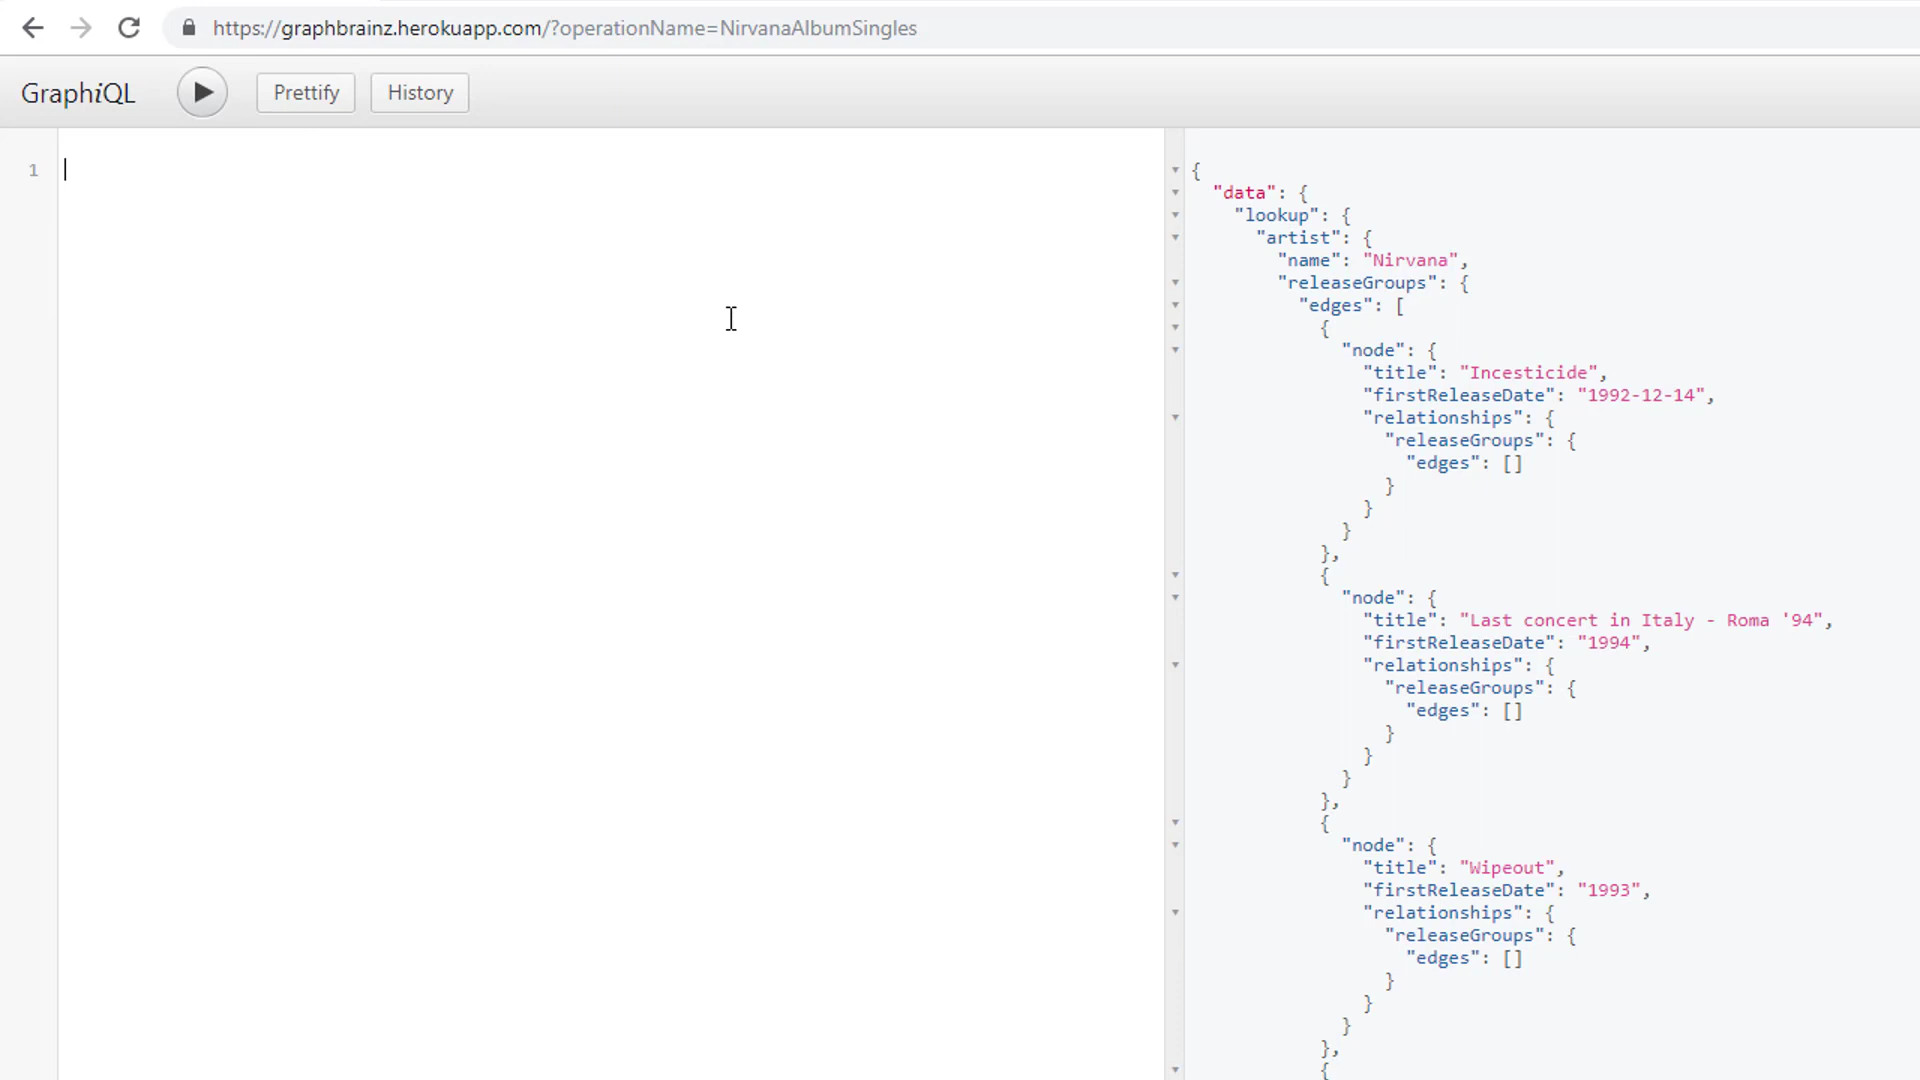 https://graphbrainz.herokuapp.com/?operationName=NirvanaAlbumSingles
GraphiQL Prettify History
1
{
"data": {
"lookup": {
"artist": {
"name": "Nirvana",
"releaseGroups": {
"edges": [
{
"node": {
"title": "Incesticide",
"firstReleaseDate": "1992-12-14",
"relationships": {
"releaseGroups": {
"edges": []
}
}
}
},
{
"node": {
"title": "Last concert in Italy - Roma '94",
"firstReleaseDate": "1994",
"relationships": {
"releaseGroups": {
"edges": []
}
}
}
},
{
"node": {
"title": "Wipeout",
"firstReleaseDate": "1993",
"relationships": {
"releaseGroups": {
"edges": []
}
}
}
},
{